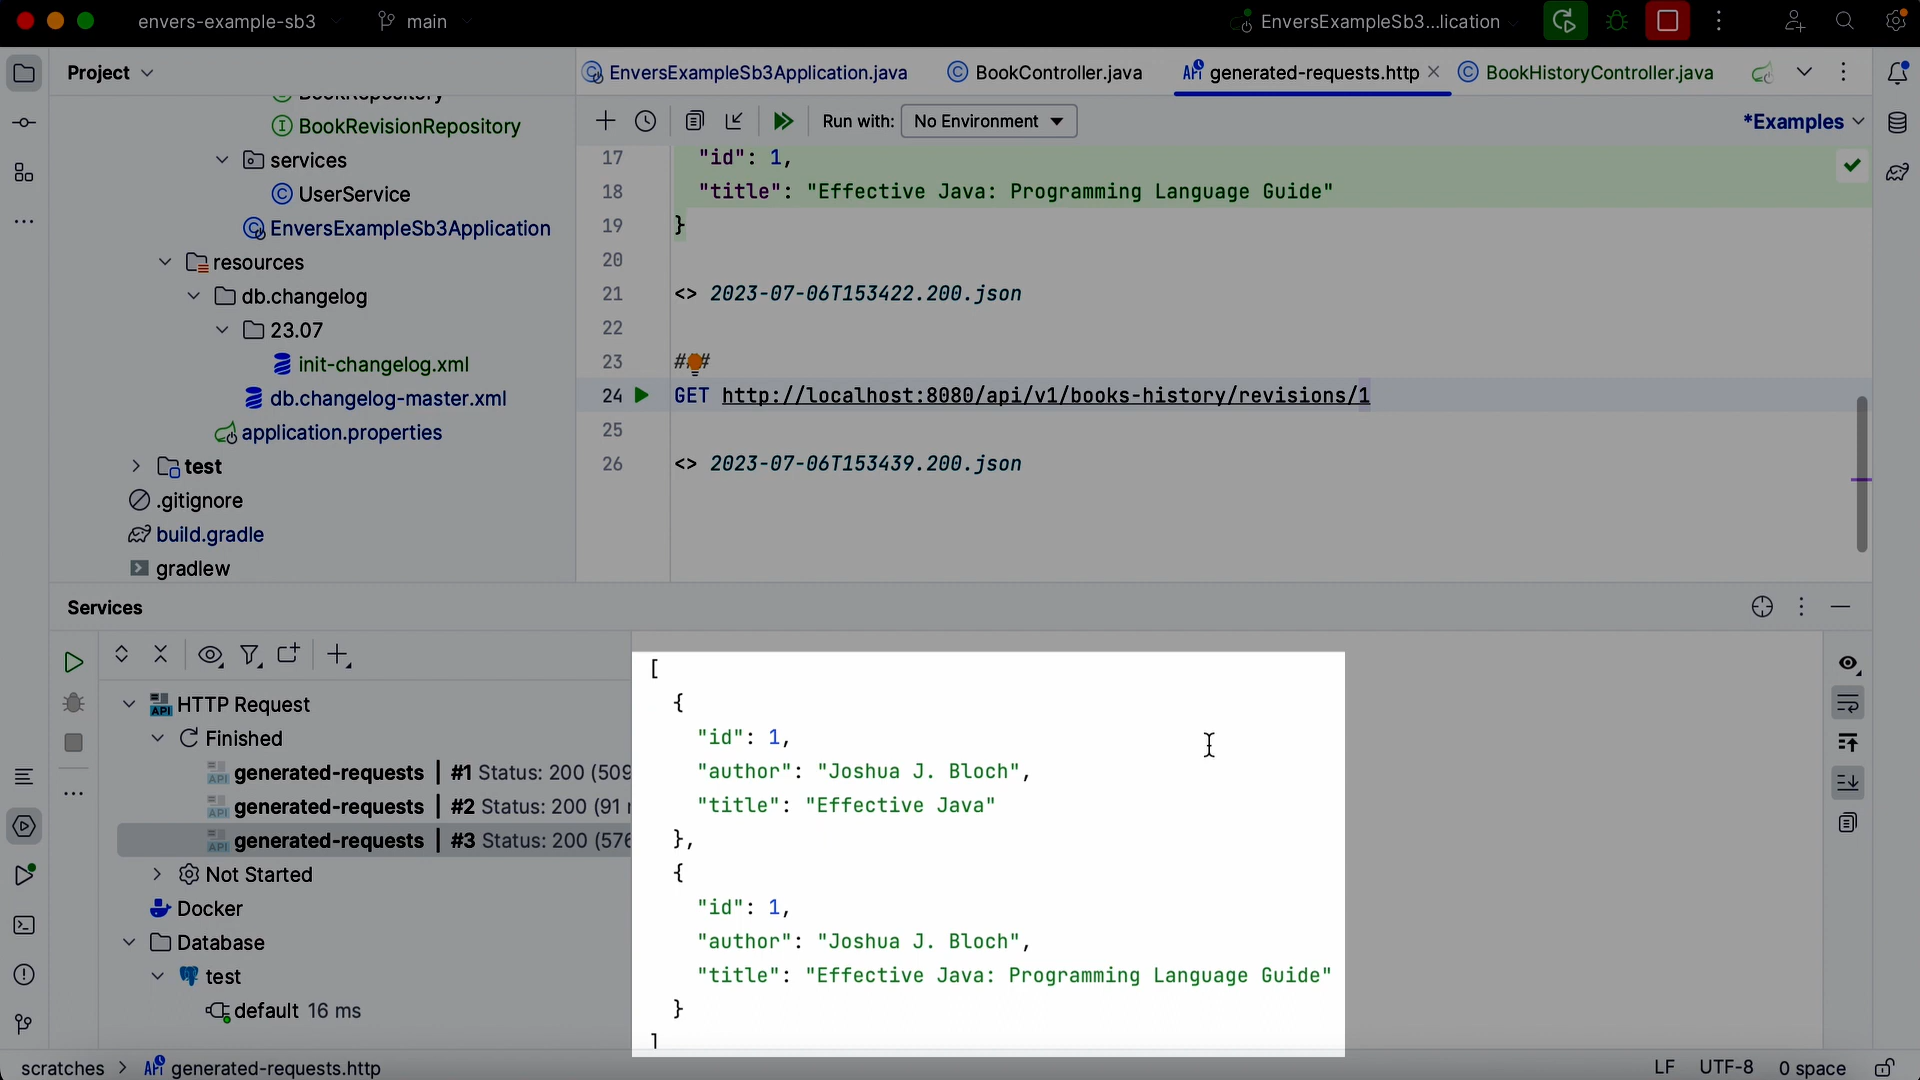 envers-example-sb3
main
EnversExampleSb3...lication
Project
EnversExampleSb3Application.java
BookController.java
generated-requests.http
BookHistoryController.java
BookRepository
BookRevisionRepository
services
UserService
EnversExampleSb3Application
resources
db.changelog
23.07
init-changelog.xml
db.changelog-master.xml
application.properties
test
.gitignore
build.gradle
gradlew
Run with:
No Environment
*Examples
17 "id": 1,
18 "title": "Effective Java: Programming Language Guide"
19 }
20
21 <> 2023-07-06T153422.200.json
22
23 ###
24 GET http://localhost:8080/api/v1/books-history/revisions/1
25
26 <> 2023-07-06T153439.200.json
Services
HTTP Request
Finished
generated-requests | #1 Status: 200 (509
generated-requests | #2 Status: 200 (91
generated-requests | #3 Status: 200 (576
Not Started
Docker
Database
test
default 16 ms
[
{
"id": 1,
"author": "Joshua J. Bloch",
"title": "Effective Java"
},
{
"id": 1,
"author": "Joshua J. Bloch",
"title": "Effective Java: Programming Language Guide"
}
]
scratches > generated-requests.http
LF
UTF-8
0 space